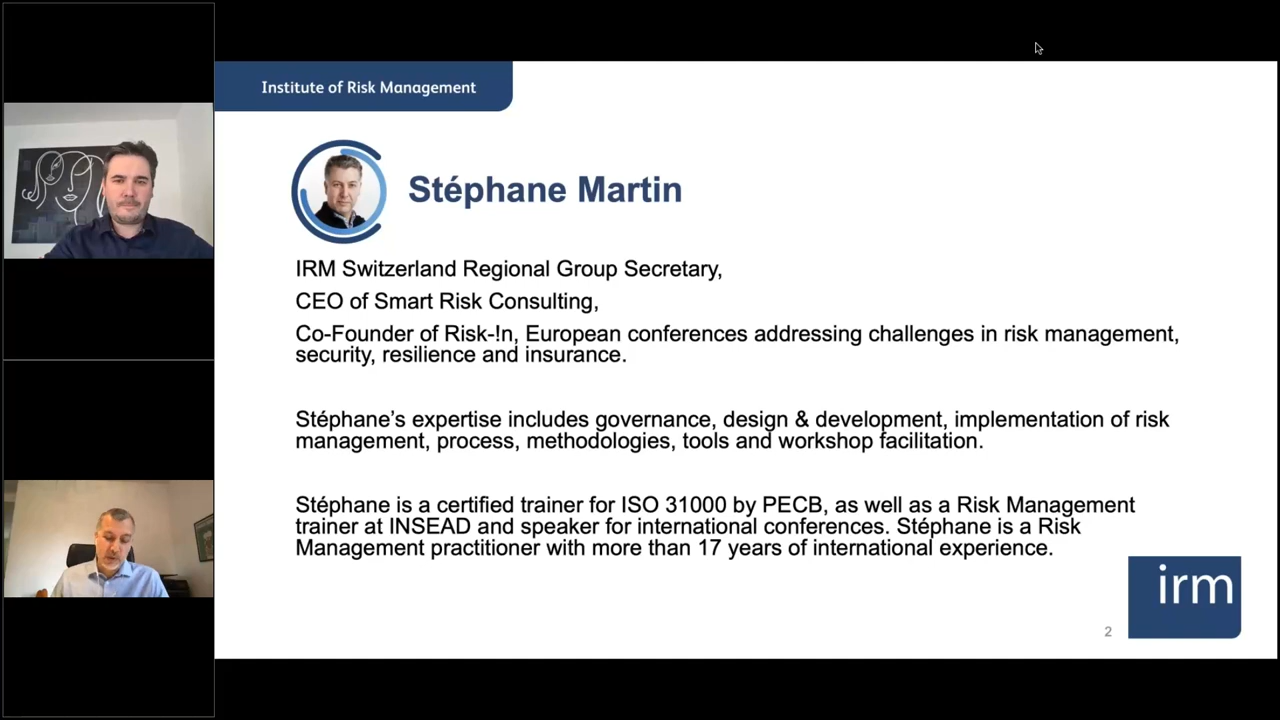 Institute of Risk Management
Stéphane Martin
IRM Switzerland Regional Group Secretary,
CEO of Smart Risk Consulting,
Co-Founder of Risk-!n, European conferences addressing challenges in risk management,
security, resilience and insurance.
Stéphane’s expertise includes governance, design & development, implementation of risk
management, process, methodologies, tools and workshop facilitation.
Stéphane is a certified trainer for ISO 31000 by PECB, as well as a Risk Management
trainer at INSEAD and speaker for international conferences. Stéphane is a Risk
Management practitioner with more than 17 years of international experience.
irm
2